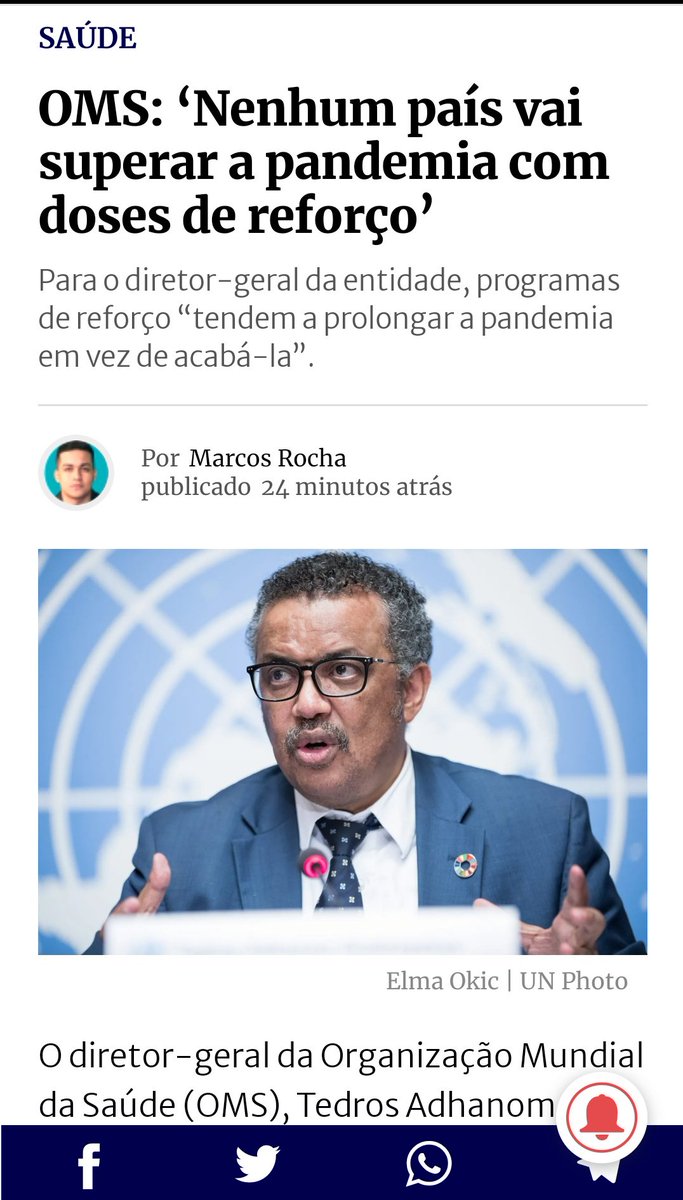 SAÚDE
OMS: ‘Nenhum país vai
superar a pandemia com
doses de reforço’
Para o diretor-geral da entidade, programas
de reforço “tendem a prolongar a pandemia
em vez de acabá-la”.
Por Marcos Rocha
publicado 24 minutos atrás
Elma Okic | UN Photo
O diretor-geral da Organização Mundial
da Saúde (OMS), Tedros Adhanom